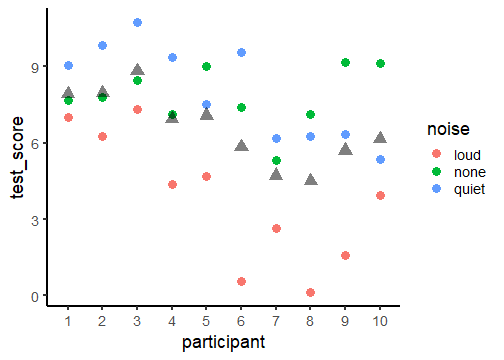 test_score
9
6
3
0
1 2 3 4 5 6 7 8 9 10
participant
noise
loud
none
quiet